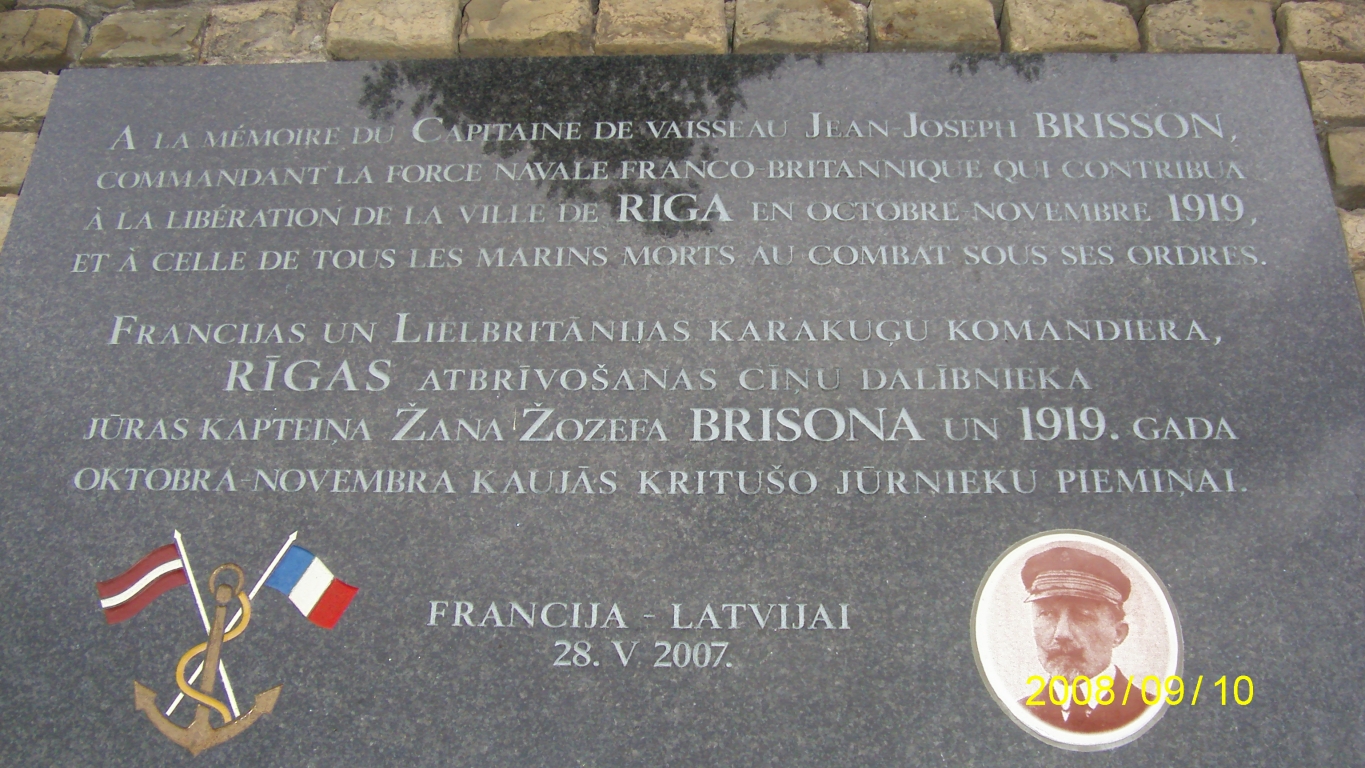 A LA MÉMOIRE DU CAPITAINE DE VAISSEAU JEAN-JOSEPH BRISSON,
COMMANDANT LA FORCE NAVALE FRANCO-BRITANNIQUE QUI CONTRIBUA
À LA LIBÉRATION DE LA VILLE DE RIGA EN OCTOBRE-NOVEMBRE 1919,
ET À CELLE DE TOUS LES MARINS MORTS AU COMBAT SOUS SES ORDRES.
FRANCIJAS UN LIELBRITĀNIJAS KARAKUĢU KOMANDIERA,
RĪGAS ATBRĪVOŠANAS CĪŅU DALĪBNIEKA
JŪRAS KAPTEIŅA ŽANA ŽOZEFA BRISONA UN 1919. GADA
OKTOBRA-NOVEMBRA KAUJĀS KRITUŠO JŪRNIEKU PIEMIŅAI.
FRANCIJA - LATVIJAI
28. V 2007.
2008/09/10